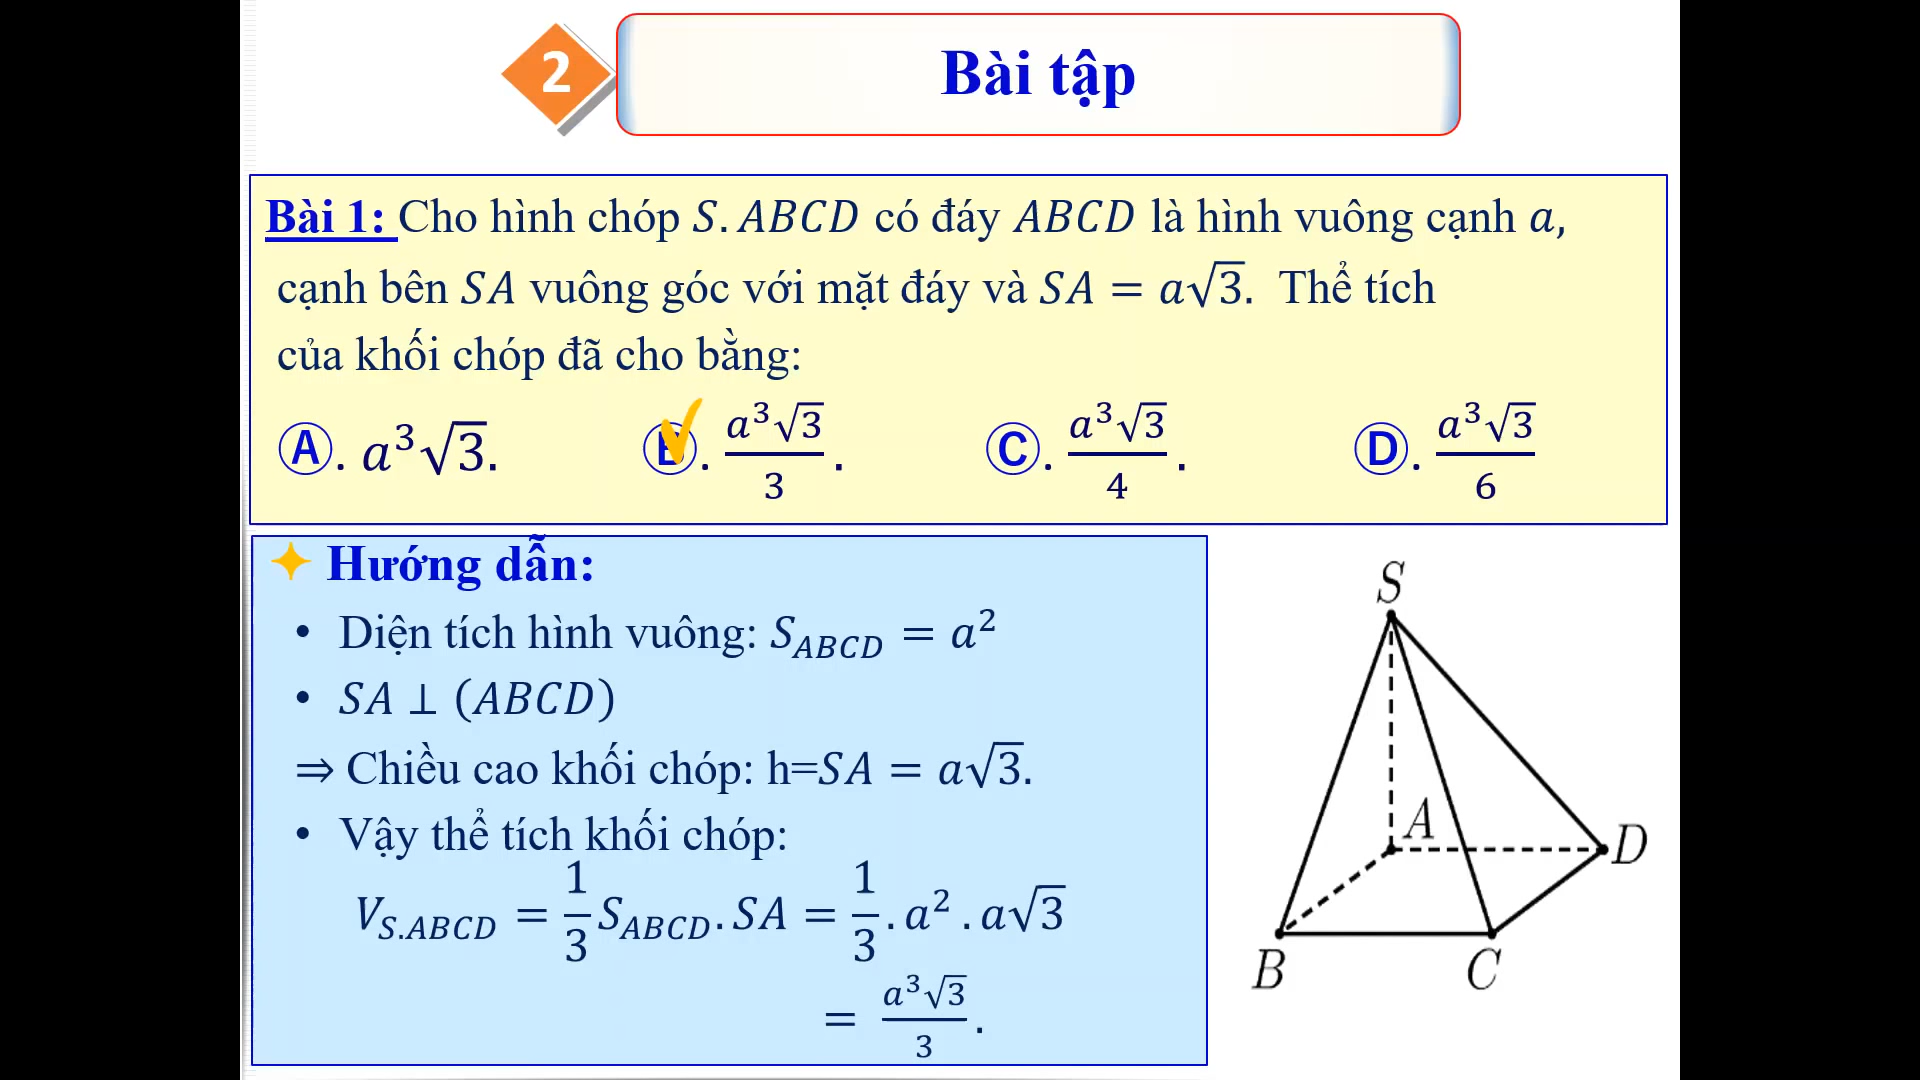 2
Bài tập
Bài 1: Cho hình chóp S.ABCD có đáy ABCD là hình vuông cạnh a,
cạnh bên SA vuông góc với mặt đáy và SA = a√3. Thể tích
của khối chóp đã cho bằng:
Ⓐ. a³√3. Ⓑ. a³√3/3. Ⓒ. a³√3/4. Ⓓ. a³√3/6
Hướng dẫn:
• Diện tích hình vuông: S_ABCD = a²
• SA ⊥ (ABCD)
⇒ Chiều cao khối chóp: h=SA = a√3.
• Vậy thể tích khối chóp:
V_S.ABCD = 1/3 S_ABCD.SA = 1/3 . a² . a√3
= a³√3/3.
S
A
D
B
C